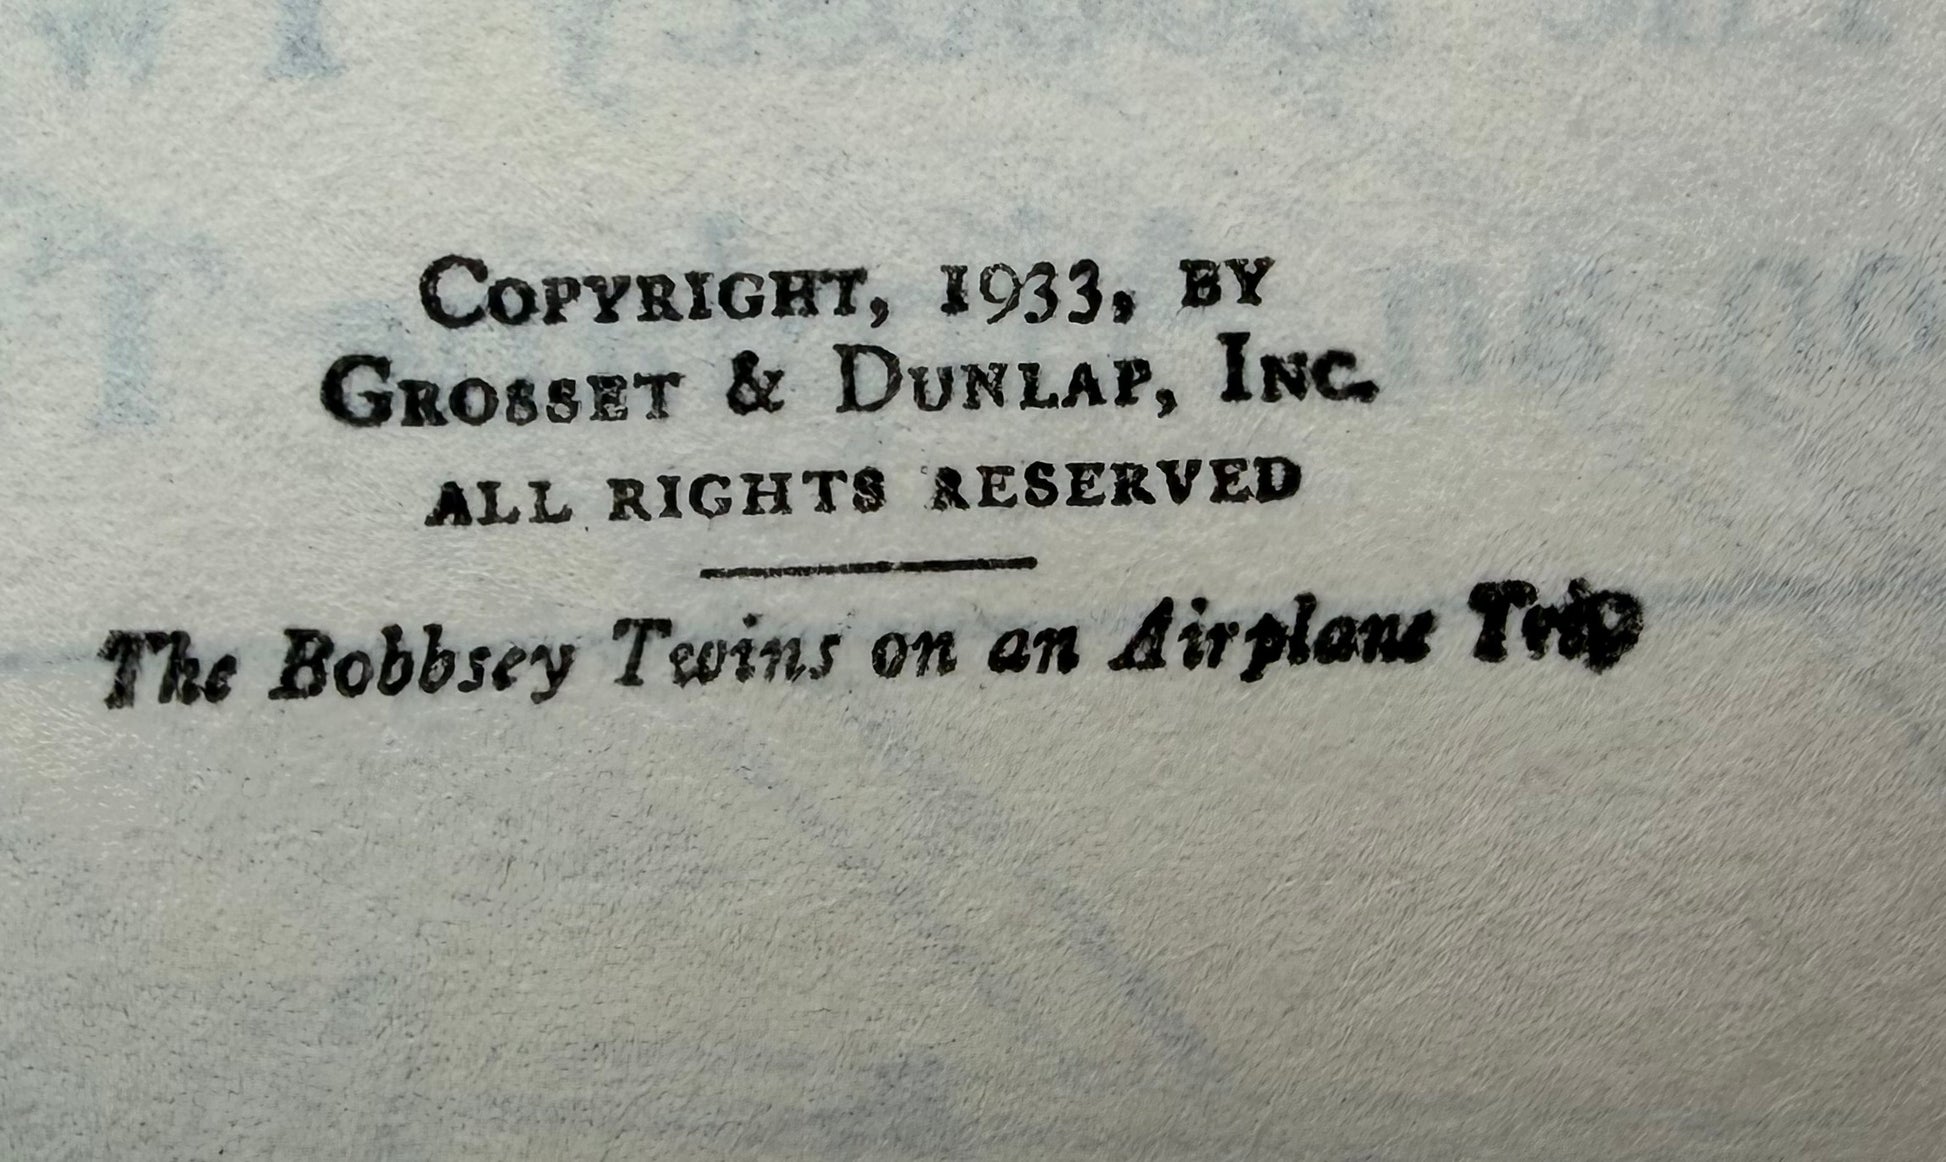 COPYRIGHT, 1933, BY
GROSSET & DUNLAP, INC.
ALL RIGHTS RESERVED
The Bobbsey Twins on an Airplane Trip